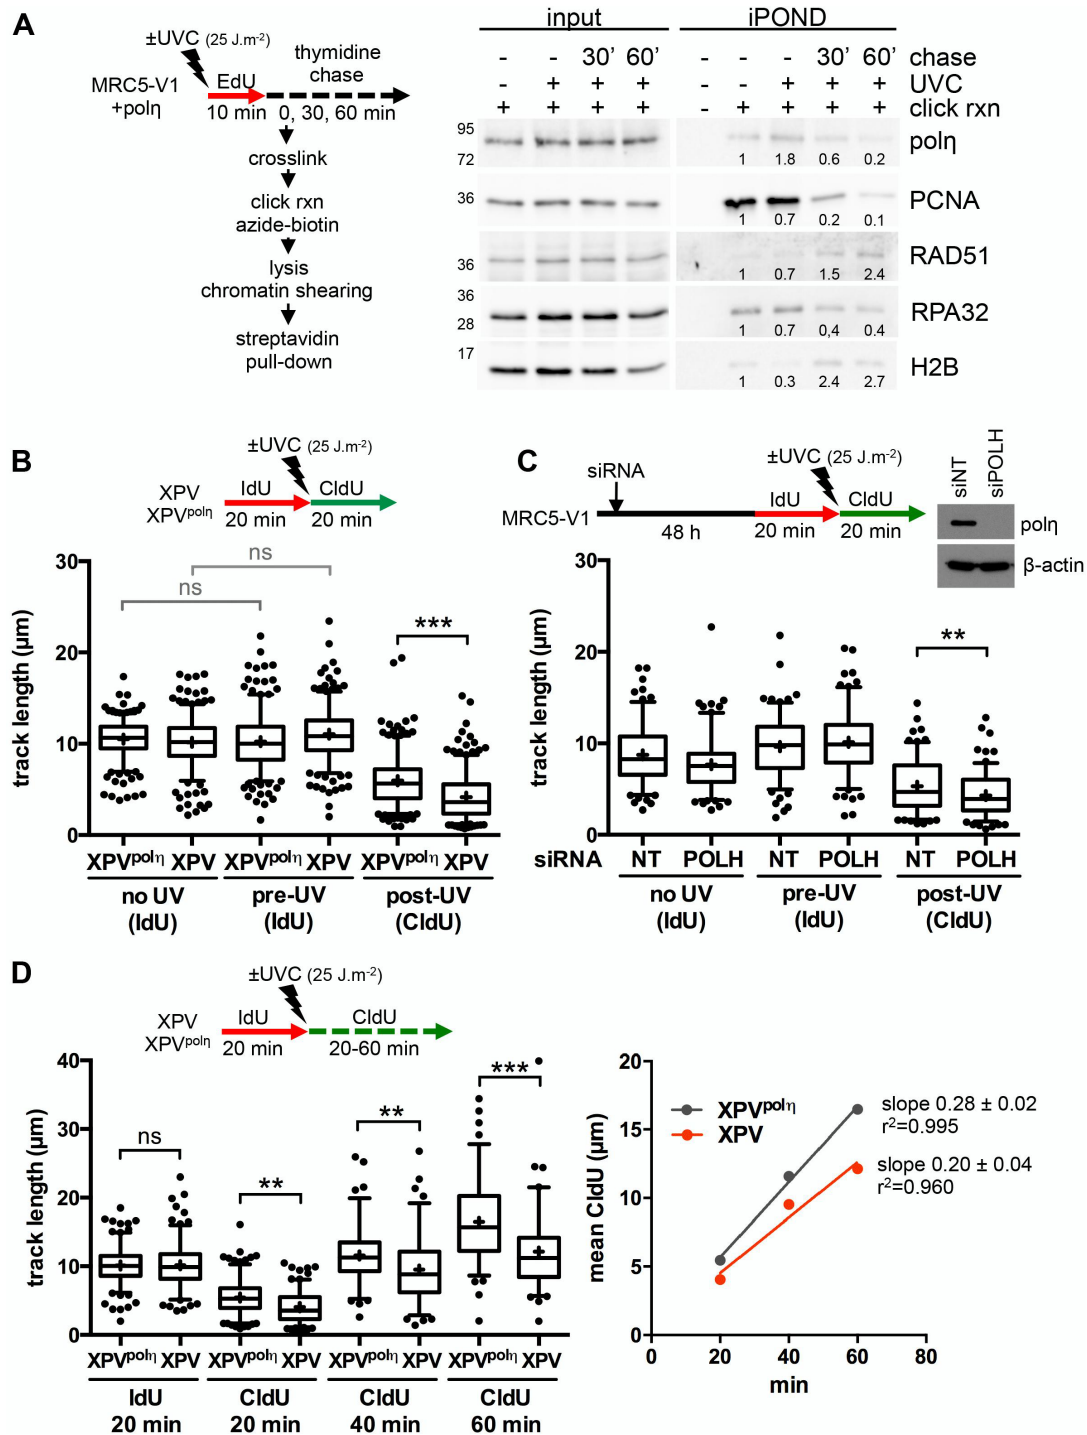 A
±UVC (25 J.m-2)
MRC5-V1
+polη
EdU
10 min
thymidine
chase
0, 30, 60 min
crosslink
click rxn
azide-biotin
lysis
chromatin shearing
streptavidin
pull-down
input
iPOND
- - 30’ 60’ - - - 30’ 60’ chase
- + + + - - + + + UVC
+ + + + - + + + + click rxn
95
72
polη
1 1.8 0.6 0.2
36
PCNA
1 0.7 0.2 0.1
36
RAD51
1 0.7 1.5 2.4
36
28
RPA32
1 0.7 0,4 0.4
17
H2B
1 0.3 2.4 2.7
B
±UVC (25 J.m-2)
XPV
XPVpolη
IdU
20 min
CldU
20 min
track length (µm)
30
20
10
0
ns
ns
***
XPVpolη XPV XPVpolη XPV XPVpolη XPV
no UV
(IdU)
pre-UV
(IdU)
post-UV
(CldU)
C
siRNA
±UVC (25 J.m-2)
MRC5-V1
48 h
IdU
20 min
CldU
20 min
siNT
siPOLH
polη
β-actin
track length (µm)
30
20
10
0
**
siRNA NT POLH NT POLH NT POLH
no UV
(IdU)
pre-UV
(IdU)
post-UV
(CldU)
D
±UVC (25 J.m-2)
XPV
XPVpolη
IdU
20 min
CldU
20-60 min
track length (µm)
40
30
20
10
0
ns
**
**
***
XPVpolη XPV XPVpolη XPV XPVpolη XPV XPVpolη XPV
IdU
20 min
CldU
20 min
CldU
40 min
CldU
60 min
mean CldU (µm)
20
15
10
5
0
XPVpolη
XPV
slope 0.28 ± 0.02
r2=0.995
slope 0.20 ± 0.04
r2=0.960
0 20 40 60 80
min